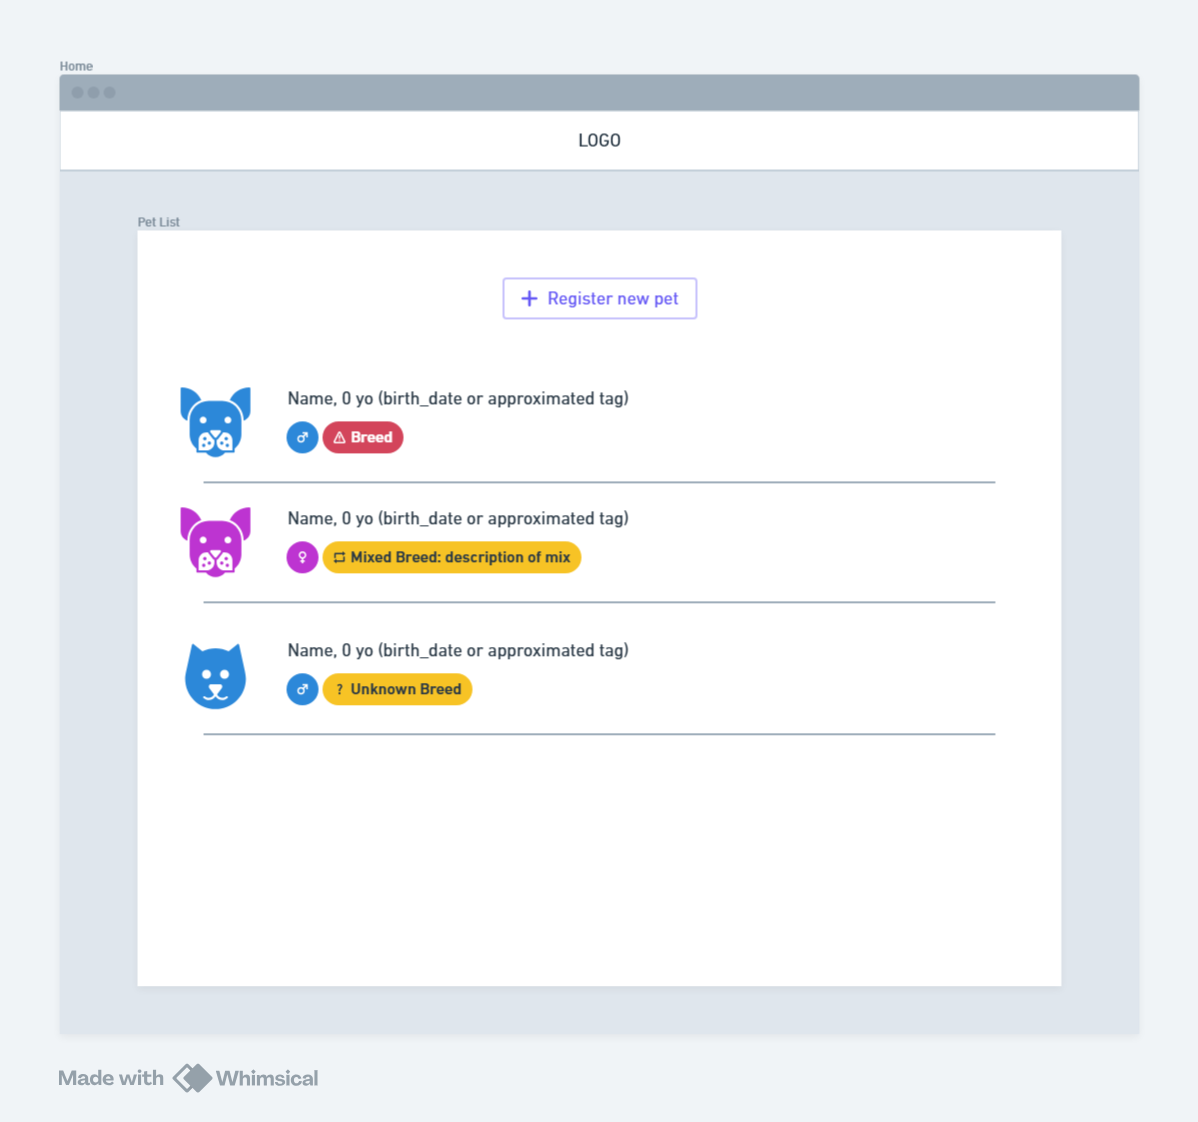 Home
LOGO
Pet List
+ Register new pet
Name, 0 yo (birth_date or approximated tag)
♂ ⚠ Breed
Name, 0 yo (birth_date or approximated tag)
♀ Mixed Breed: description of mix
Name, 0 yo (birth_date or approximated tag)
♂ ? Unknown Breed
Made with Whimsical